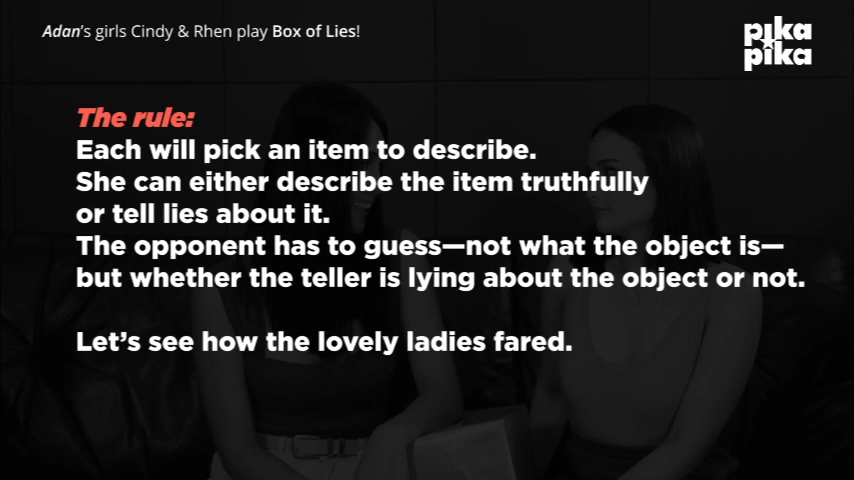 Adan's girls Cindy & Rhen play Box of Lies!
pika
pika
The rule:
Each will pick an item to describe.
She can either describe the item truthfully
or tell lies about it.
The opponent has to guess—not what the object is—
but whether the teller is lying about the object or not.
Let's see how the lovely ladies fared.